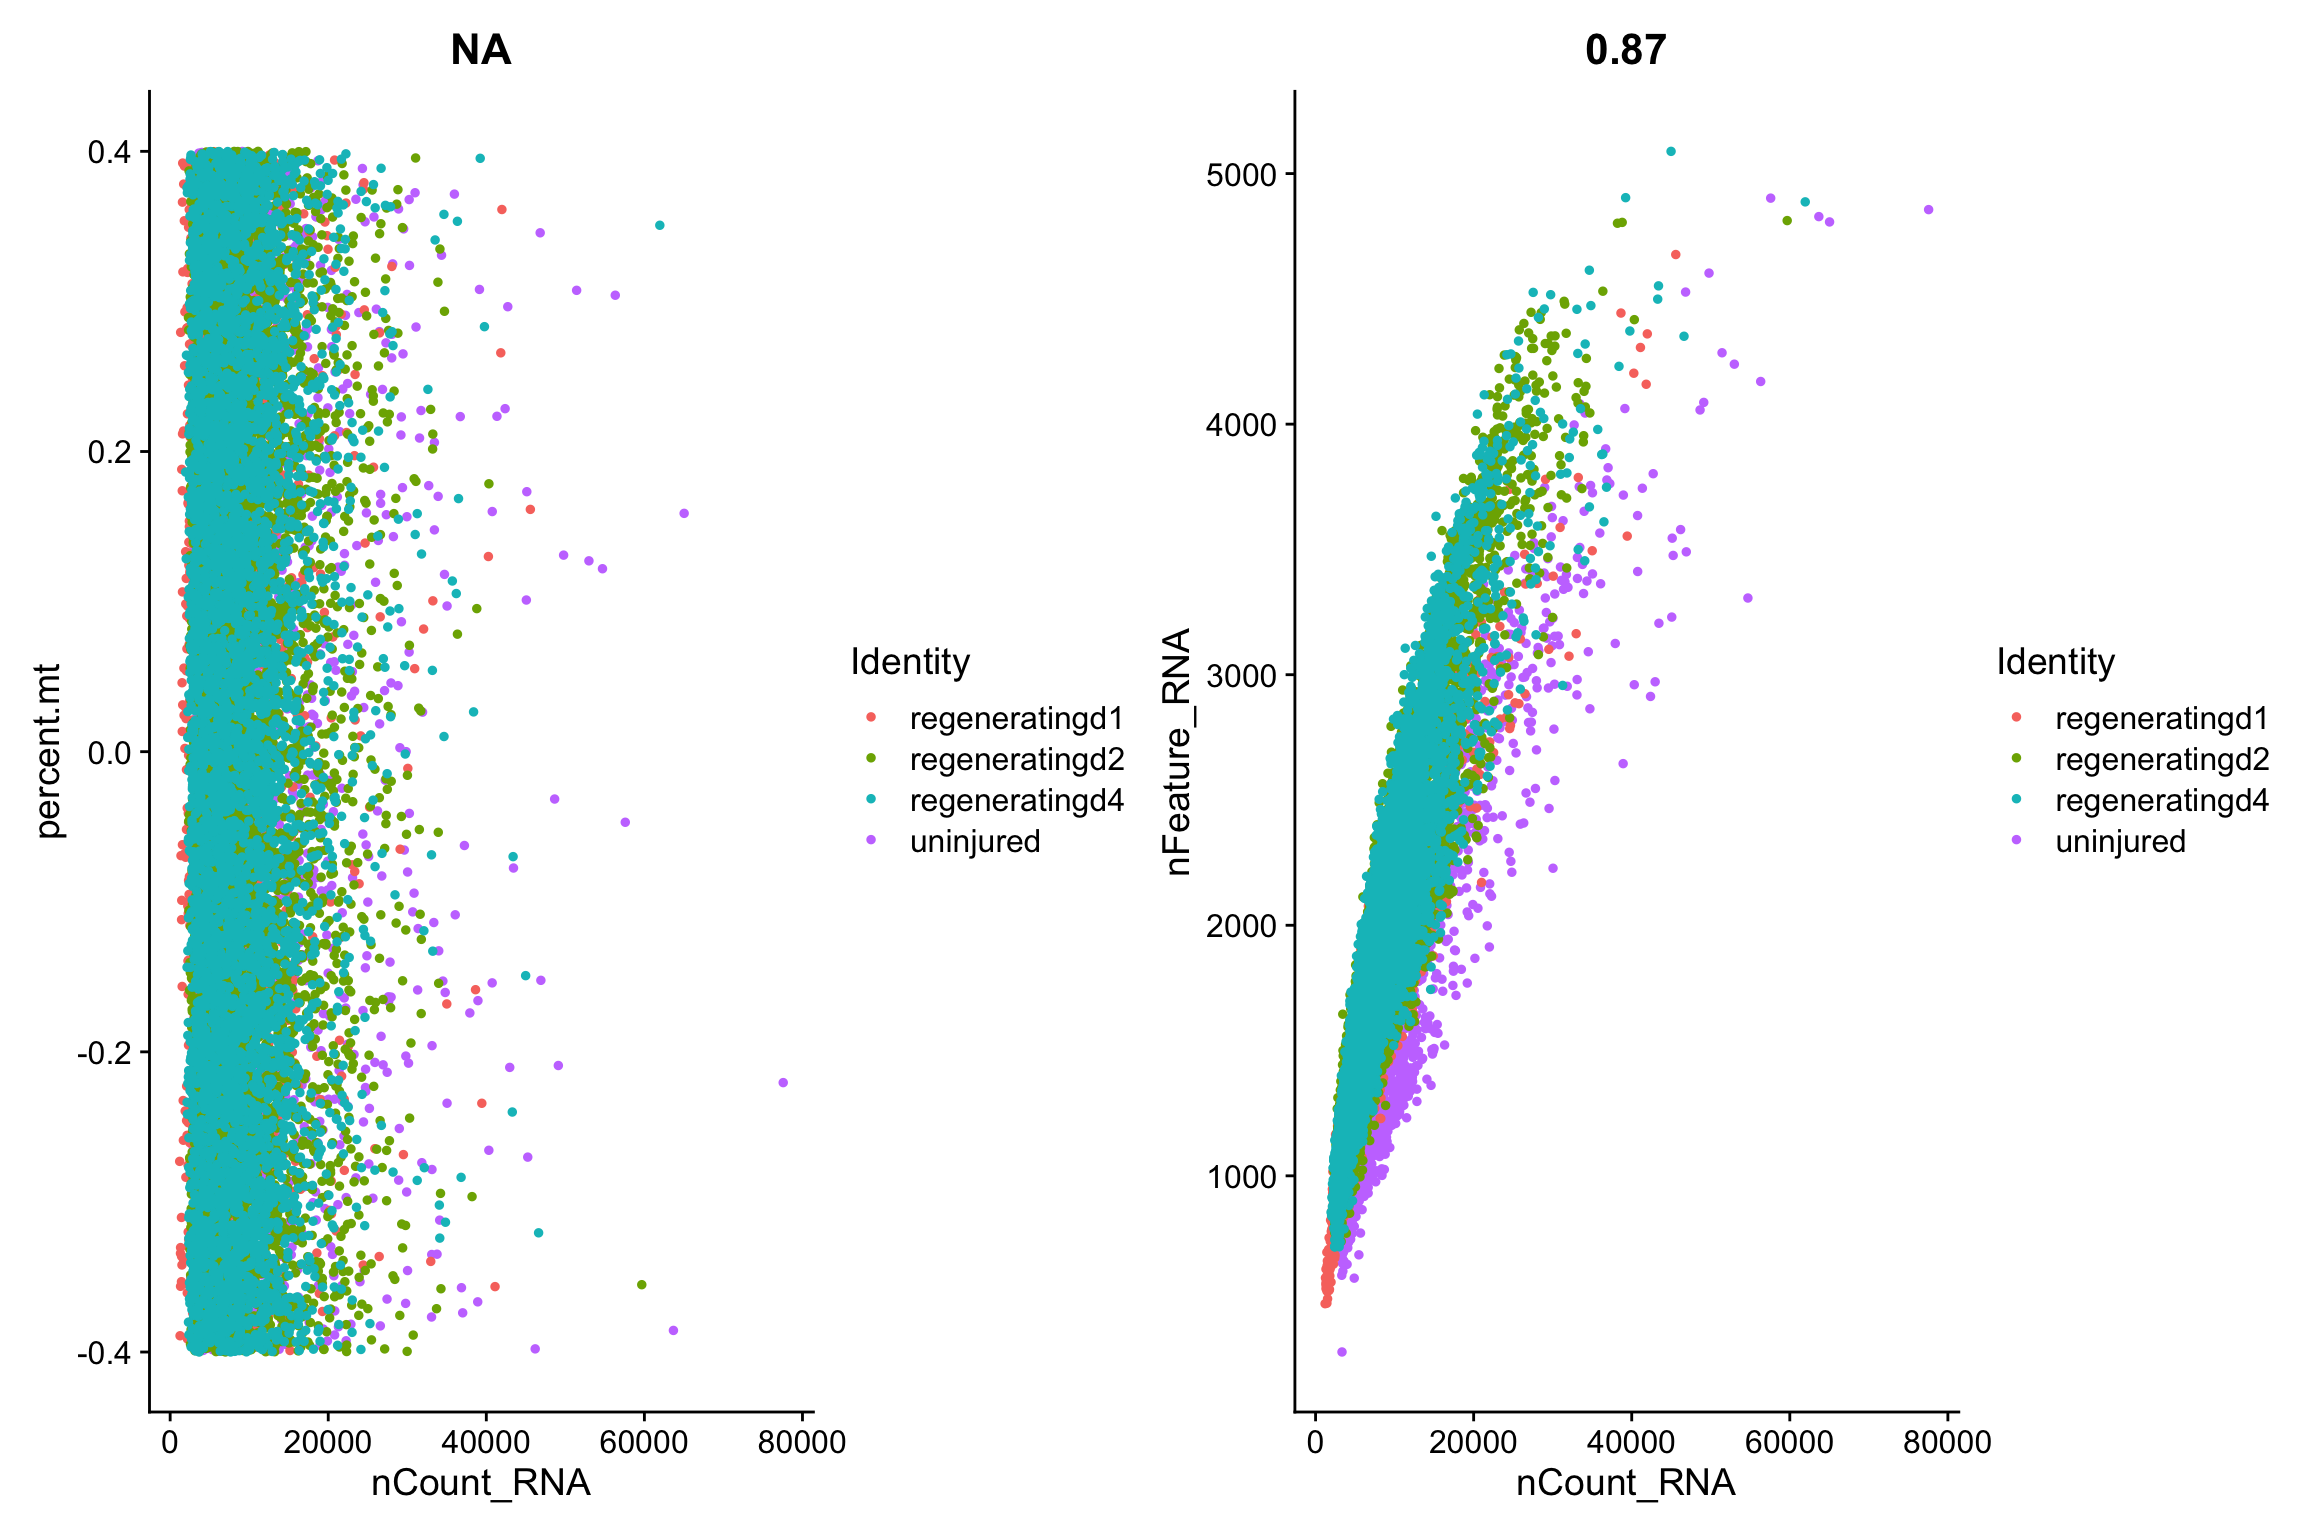 NA
0.4
0.2
0.0
-0.2
-0.4
percent.mt
0
20000
40000
60000
80000
nCount_RNA
Identity
regeneratingd1
regeneratingd2
regeneratingd4
uninjured
0.87
5000
4000
3000
2000
1000
nFeature_RNA
0
20000
40000
60000
80000
nCount_RNA
Identity
regeneratingd1
regeneratingd2
regeneratingd4
uninjured